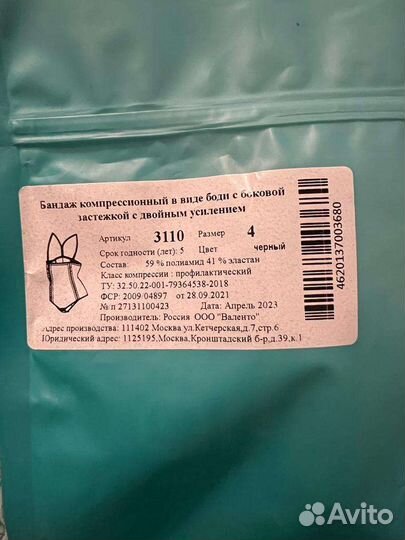 Бандаж компрессионный в виде боди с боковой
застежкой с двойным усилением
Артикул 3110 Размер 4
Срок годности (лет): 5 Цвет черный
Состав: 59 % полиамид 41 % эластан
Класс компрессии : профилактический
ТУ: 32.50.22-001-79364538-2018
ФСР: 2009/04897 от 28.09.2021
№ п 27131100423 Дата: Апрель 2023
Производитель: Россия ООО "Валенто"
Адрес производства: 111402 Москва ул.Кетчерская,д.7,стр.6
Юридический адрес: 1125195,Москва,Кронштадский б-р,д.39,к.1
4620137003680
Avito